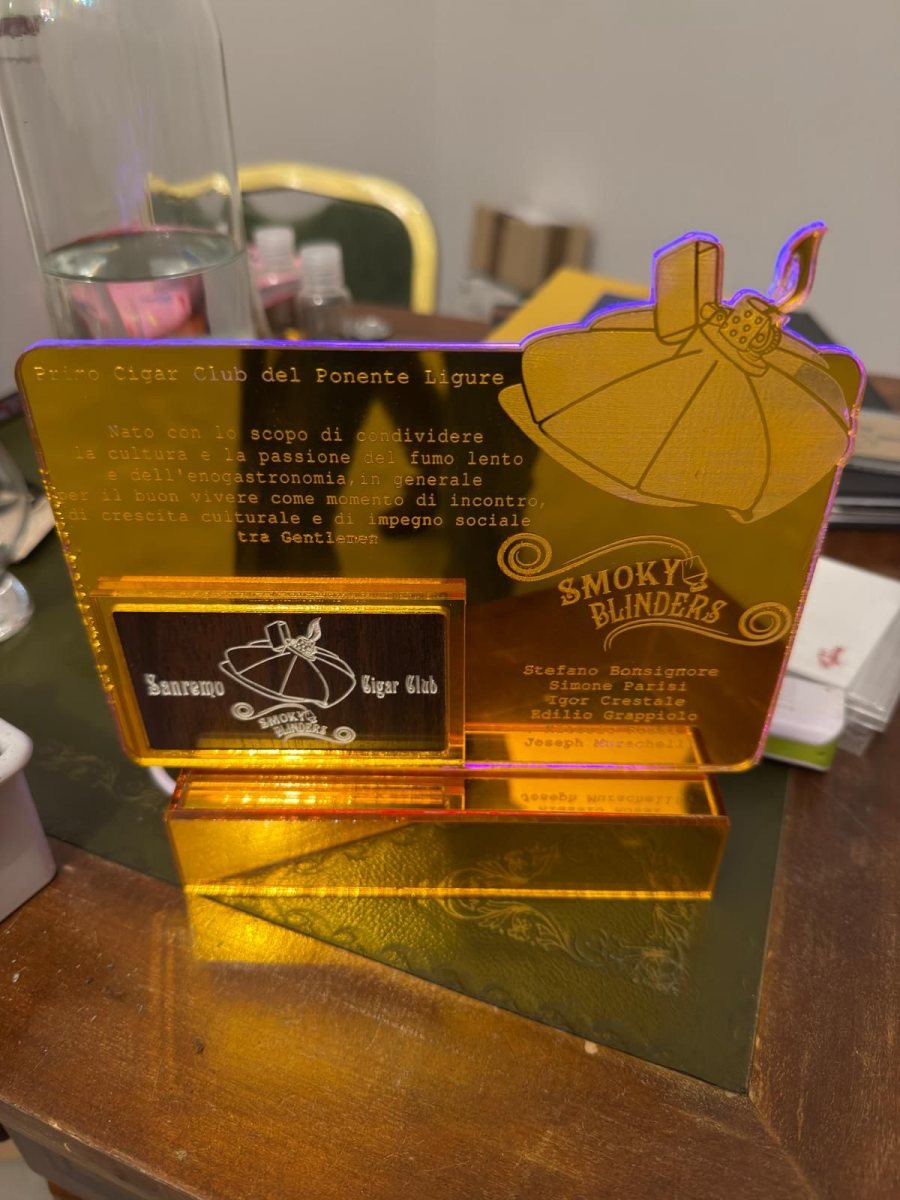 Primo Cigar Club del Ponente Ligure
Nato con lo scopo di condividere
la cultura e la passione del fumo lento
e dell'enogastronomia,in generale
per il buon vivere come momento di incontro,
di crescita culturale e di impegno sociale
tra Gentlemen
SMOKY
BLINDERS
Stefano Bonsignore
Simone Parisi
Igor Crestale
Edilio Grappiolo
Joseph
Sanremo Cigar Club
SMOKY
BLINDERS